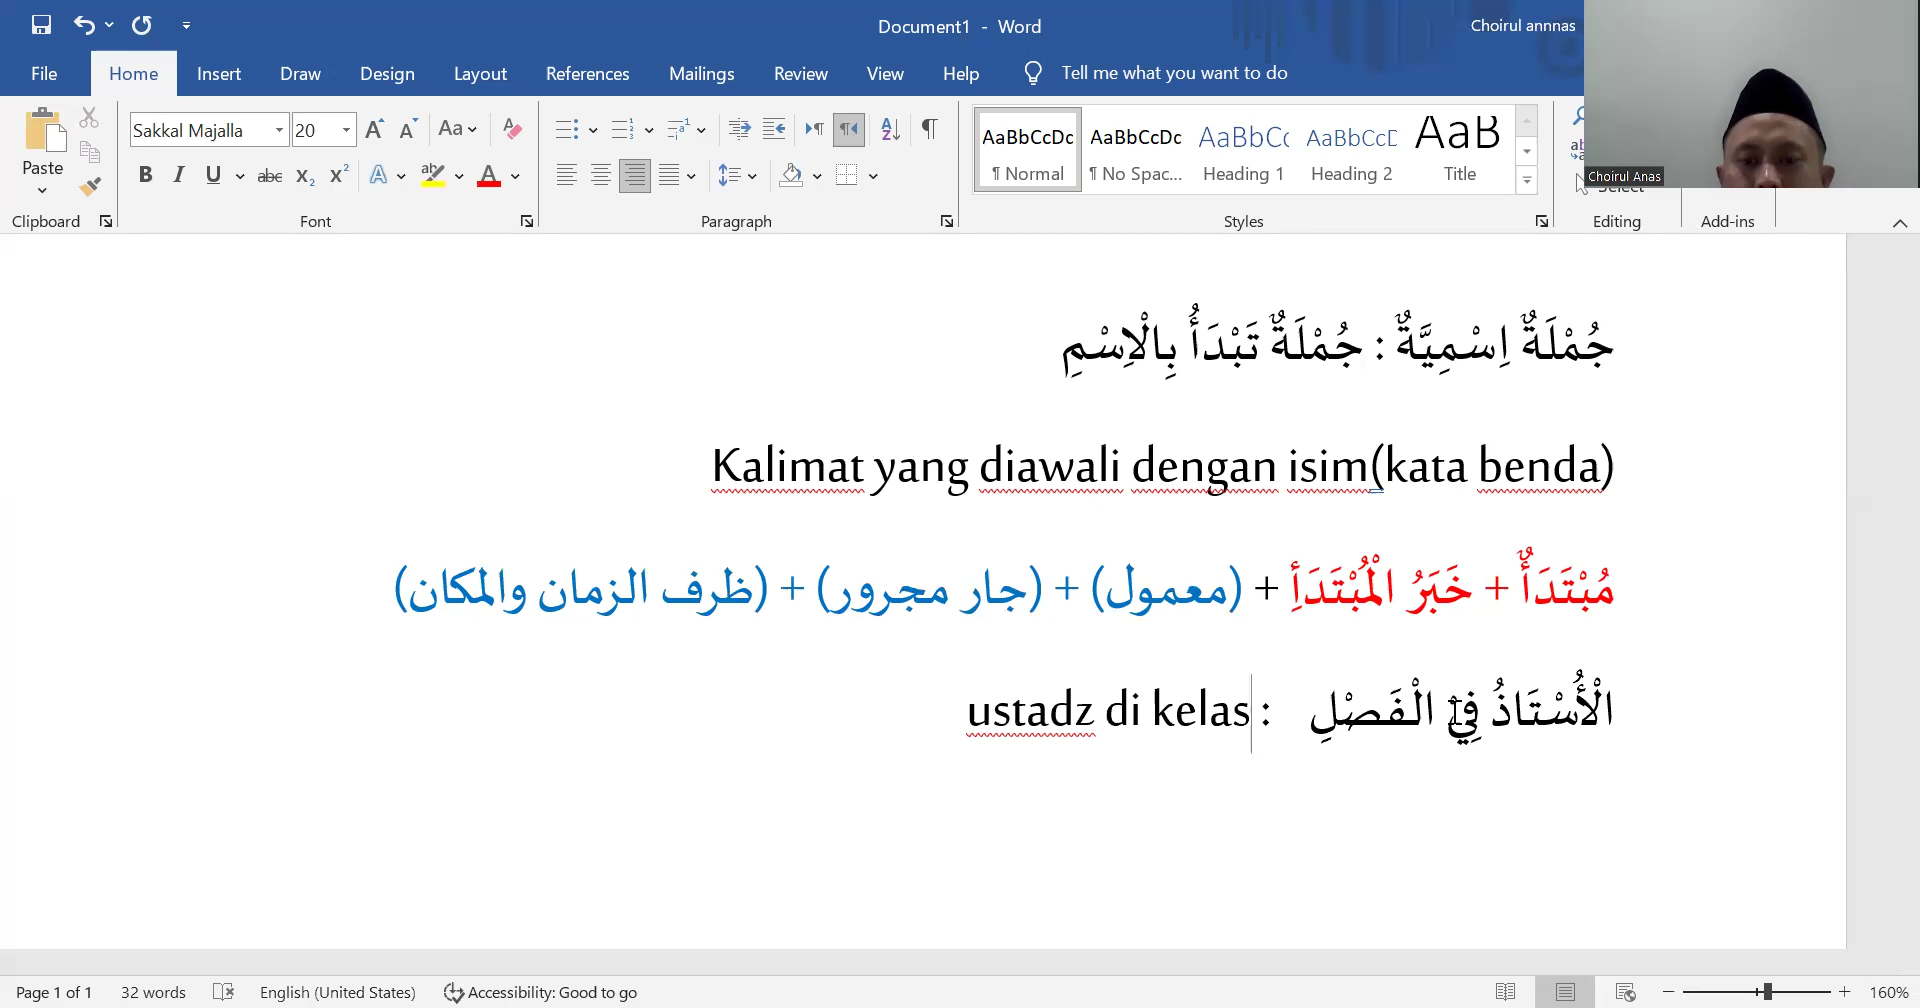 Document1 - Word
Choirul annnas
File Home Insert Draw Design Layout References Mailings Review View Help Tell me what you want to do
Sakkal Majalla 20 Aa
AaBbCcDc AaBbCcDc AaBbCc AaBbCcD AaB
Paste
¶ Normal ¶ No Spac... Heading 1 Heading 2 Title
Choirul Anas
Select
Clipboard Font Paragraph Styles Editing Add-ins
جُمْلَةٌ اِسْمِيَّةٌ : جُمْلَةٌ تَبْدَأُ بِالْاِسْمِ
Kalimat yang diawali dengan isim(kata benda)
مُبْتَدَأٌ + خَبَرُ الْمُبْتَدَأِ + (معمول) + (جار مجرور) + (ظرف الزمان والمكان)
الْأُسْتَاذُ فِيْ الْفَصْلِ : ustadz di kelas
Page 1 of 1 32 words English (United States) Accessibility: Good to go 160%